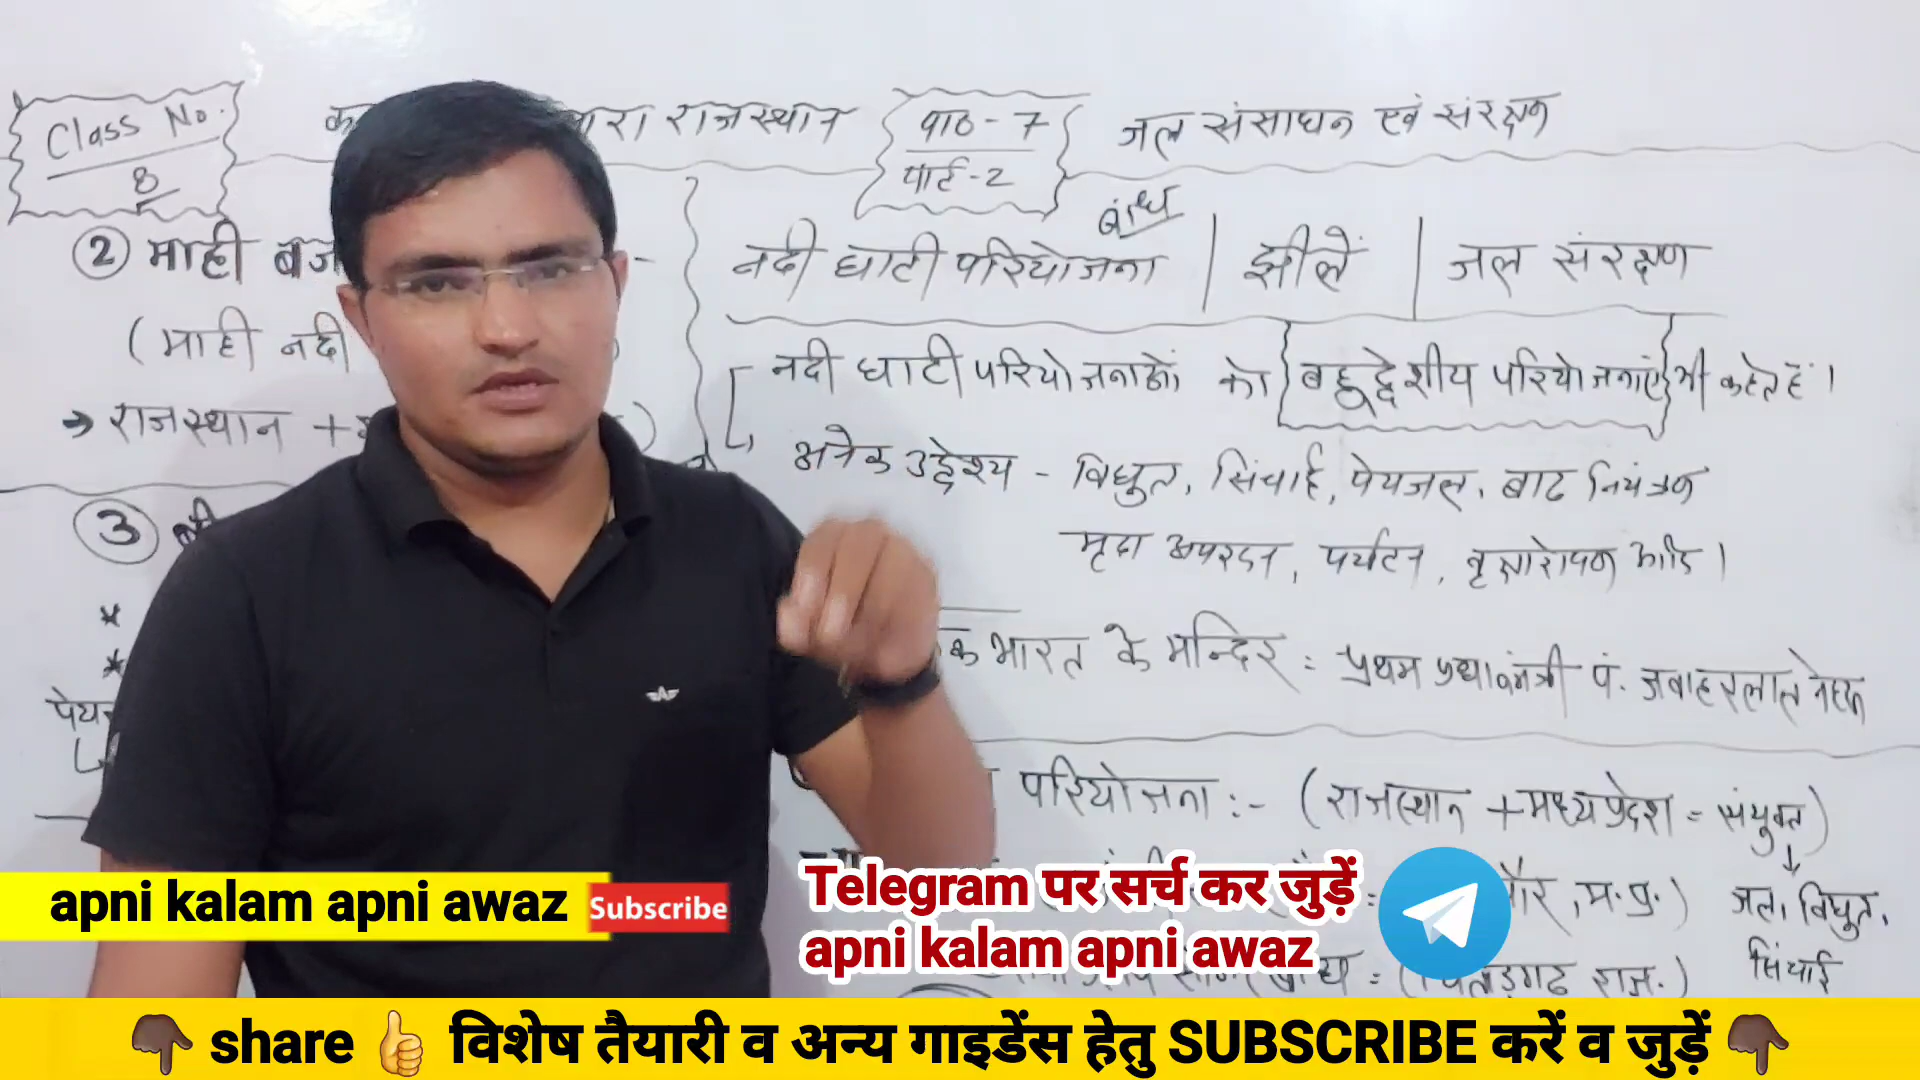 Class No. 8
पाठ - 7
पार्ट - 2
राजस्थान
जल संसाधन एवं संरक्षण
② माही बज
(माही नदी
→ राजस्थान +
③
*
*
बांध
नदी घाटी परियोजना | झीलें | जल संरक्षण
नदी घाटी परियोजनाओं को बहुद्देशीय परियोजनाएं भी कहते हैं।
अनेक उद्देश्य - विधुत, सिंचाई, पेयजल, बाढ नियंत्रण
मृदा अपरदन, पर्यटन, वृक्षारोपण आदि।
क भारत के मन्दिर : प्रथम प्रधानमंत्री पं. जवाहरलाल नेहरू
परियोजना :- (राजस्थान + मध्यप्रदेश = संयुक्त)
↓
म.प्र.) जल, विधुत,
राज.) सिंचाई
apni kalam apni awaz Subscribe
Telegram पर सर्च कर जुड़ें
apni kalam apni awaz
share 👍 विशेष तैयारी व अन्य गाइडेंस हेतु SUBSCRIBE करें व जुड़ें